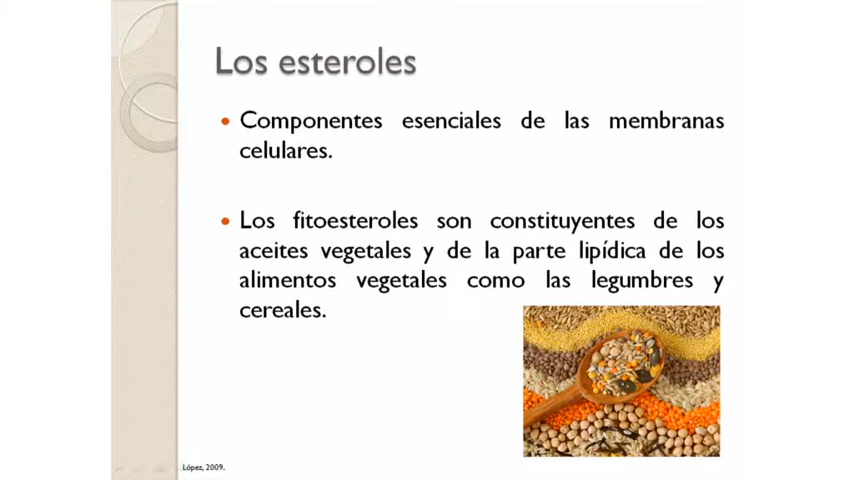 Los esteroles
Componentes esenciales de las membranas
celulares.
Los fitoesteroles son constituyentes de los
aceites vegetales y de la parte lipídica de los
alimentos vegetales como las legumbres y
cereales.
López, 2009.